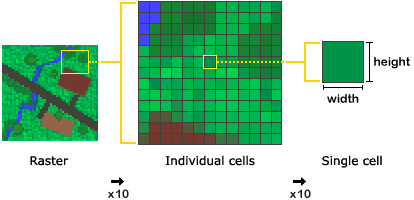 height
width
Raster
Individual cells
Single cell
x10
x10